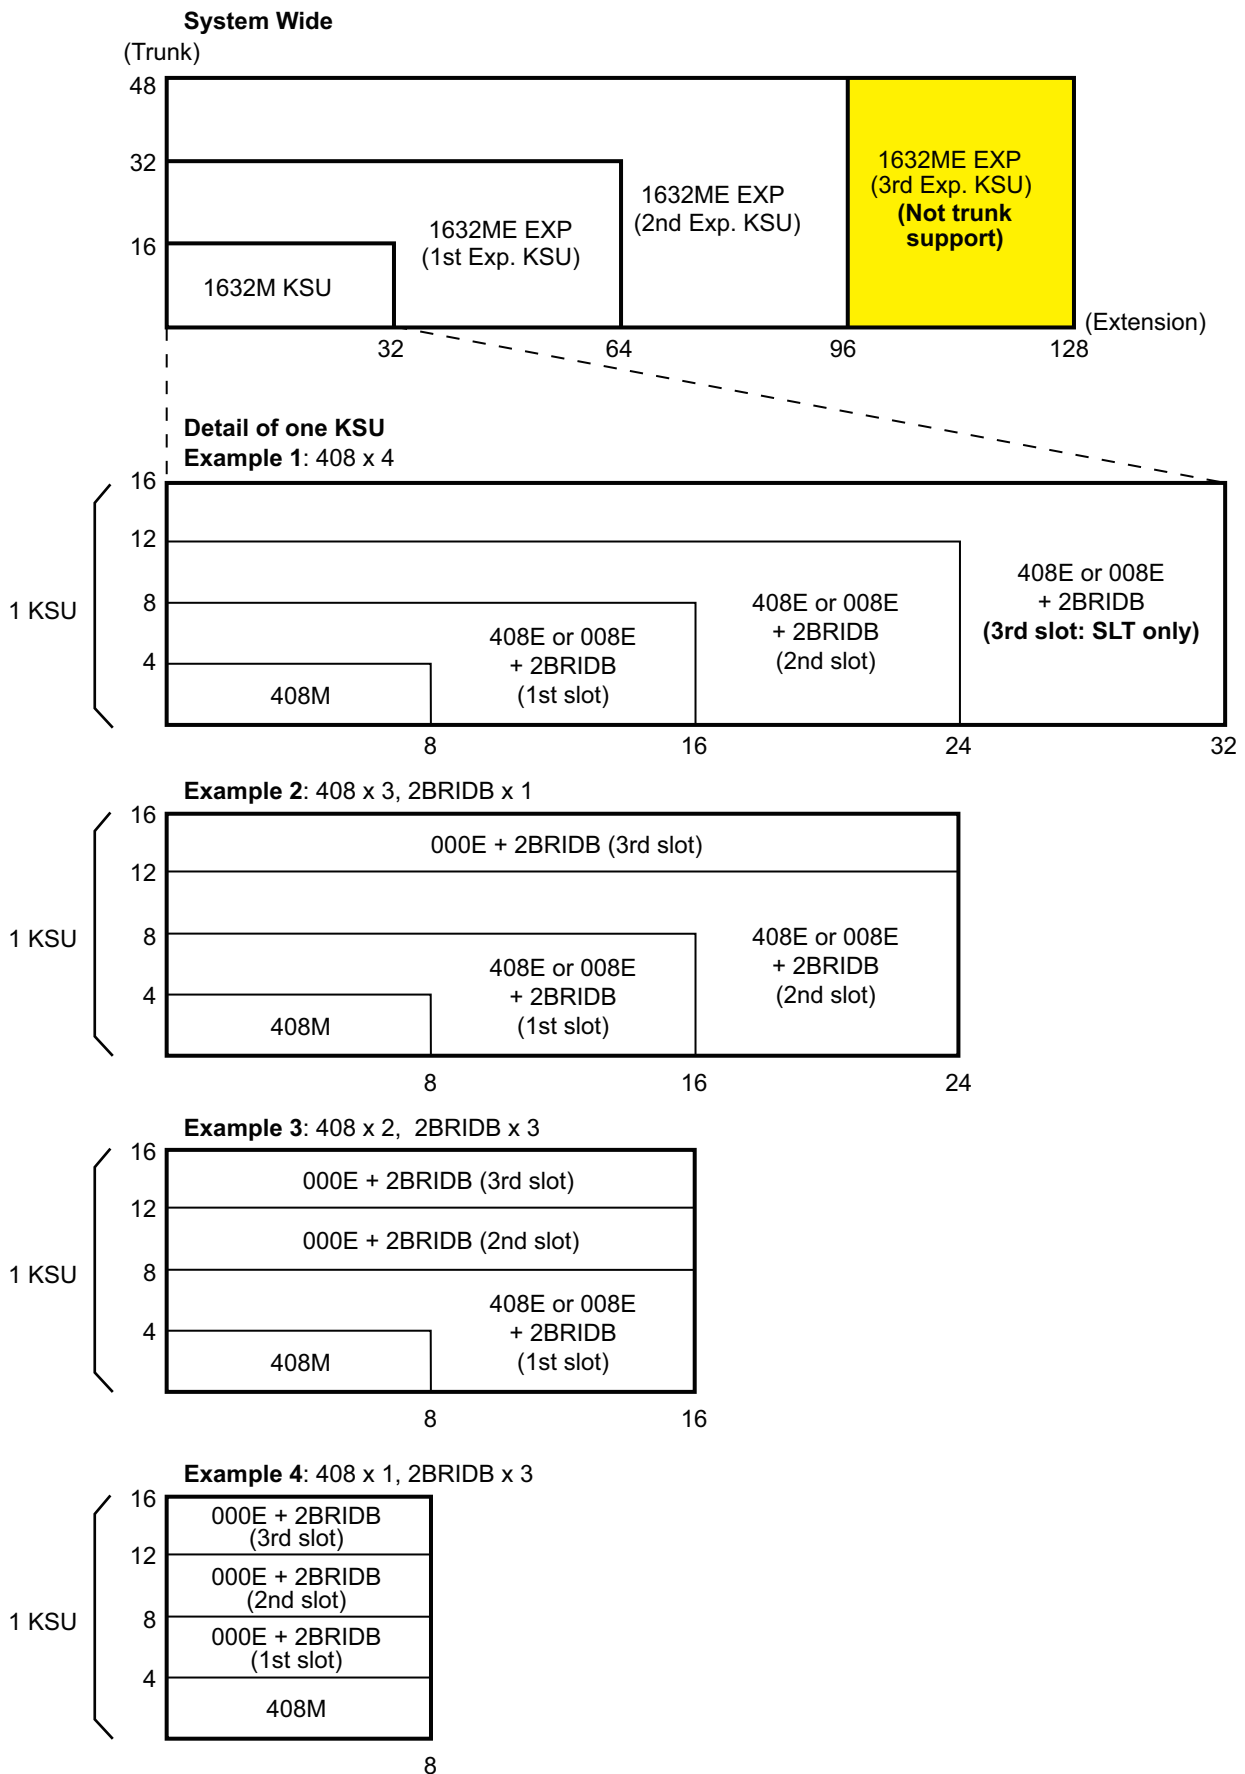 System Wide
(Trunk)
48
32
16
1632M KSU
1632ME EXP
(1st Exp. KSU)
1632ME EXP
(2nd Exp. KSU)
1632ME EXP
(3rd Exp. KSU)
(Not trunk
support)
(Extension)
32
64
96
128
Detail of one KSU
Example 1: 408 x 4
16
12
8
4
1 KSU
408M
408E or 008E
+ 2BRIDB
(1st slot)
408E or 008E
+ 2BRIDB
(2nd slot)
408E or 008E
+ 2BRIDB
(3rd slot: SLT only)
8
16
24
32
Example 2: 408 x 3, 2BRIDB x 1
16
12
8
4
1 KSU
000E + 2BRIDB (3rd slot)
408M
408E or 008E
+ 2BRIDB
(1st slot)
408E or 008E
+ 2BRIDB
(2nd slot)
8
16
24
Example 3: 408 x 2, 2BRIDB x 3
16
12
8
4
1 KSU
000E + 2BRIDB (3rd slot)
000E + 2BRIDB (2nd slot)
408M
408E or 008E
+ 2BRIDB
(1st slot)
8
16
Example 4: 408 x 1, 2BRIDB x 3
16
12
8
4
1 KSU
000E + 2BRIDB
(3rd slot)
000E + 2BRIDB
(2nd slot)
000E + 2BRIDB
(1st slot)
408M
8